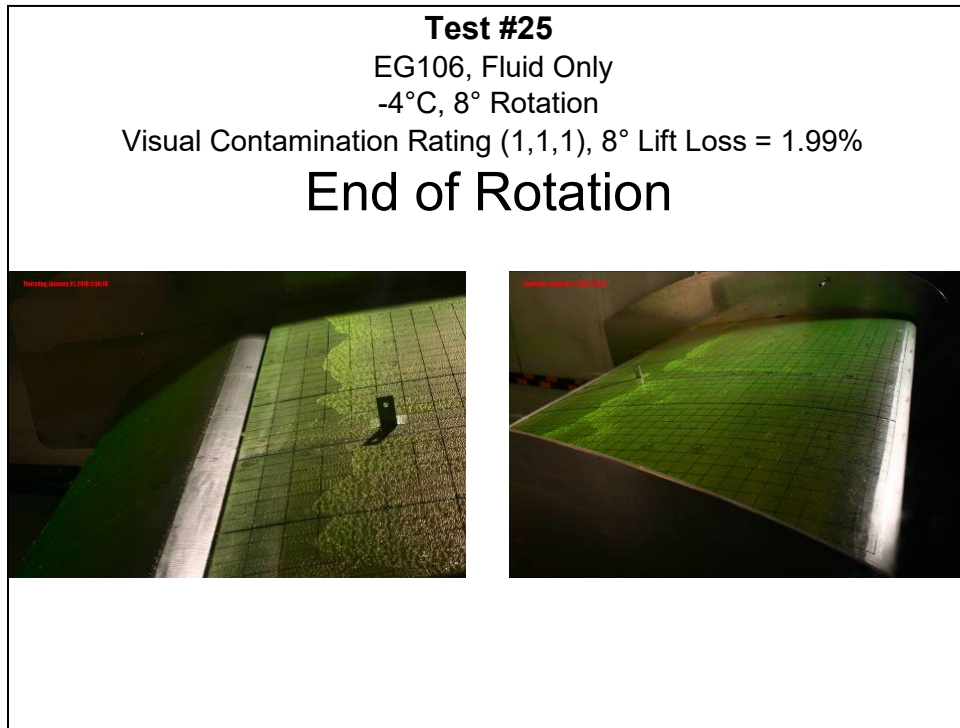 Test #25
EG106, Fluid Only
-4°C, 8° Rotation
Visual Contamination Rating (1,1,1), 8° Lift Loss = 1.99%
End of Rotation